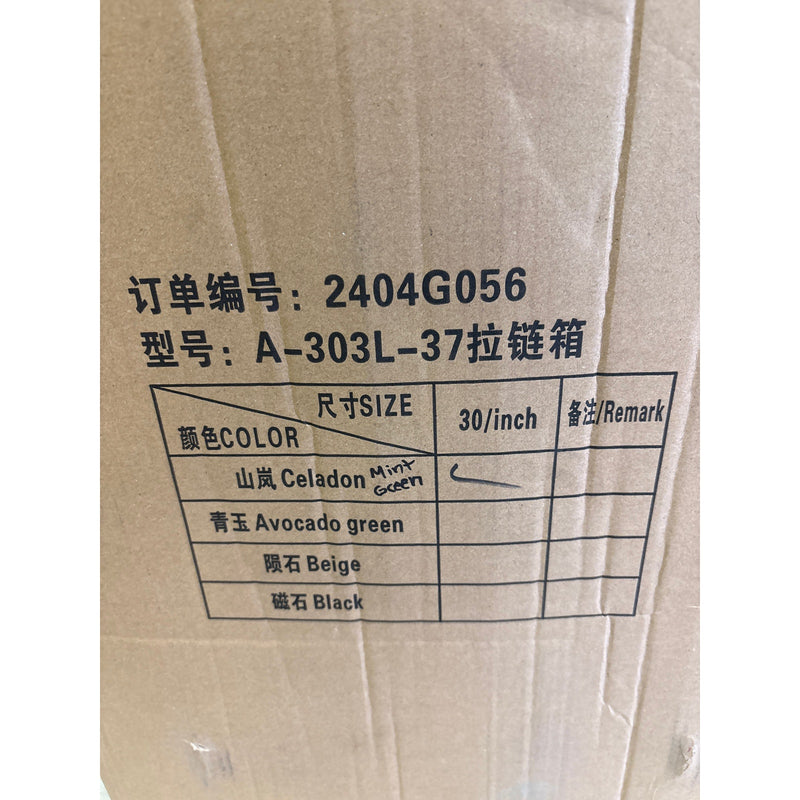 订单编号：2404G056
型号：A-303L-37拉链箱
尺寸SIZE
颜色COLOR
30/inch
备注/Remark
山岚 Celadon Mint Green
青玉 Avocado green
陨石 Beige
磁石 Black